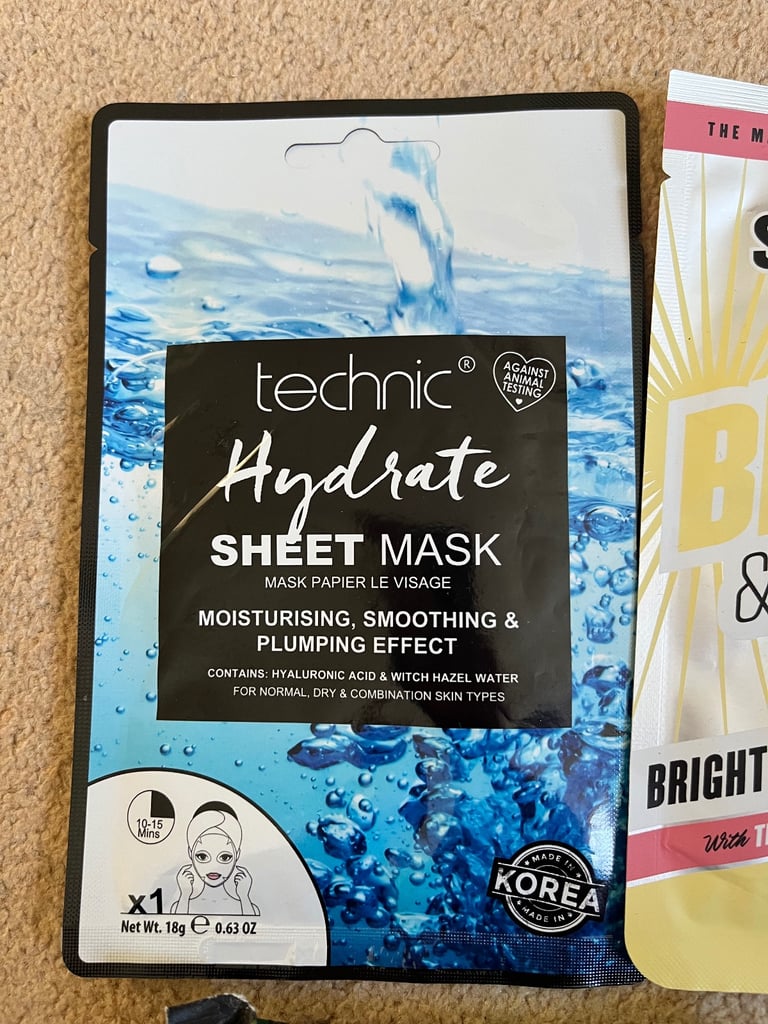 technic®
AGAINST
ANIMAL
TESTING
Hydrate
SHEET MASK
MASK PAPIER LE VISAGE
MOISTURISING, SMOOTHING &
PLUMPING EFFECT
CONTAINS: HYALURONIC ACID & WITCH HAZEL WATER
FOR NORMAL, DRY & COMBINATION SKIN TYPES
10-15
Mins
x1
Net Wt. 18g ℮ 0.63 OZ
MADE IN
KOREA
MADE IN
THE
&
BRIGHT
With